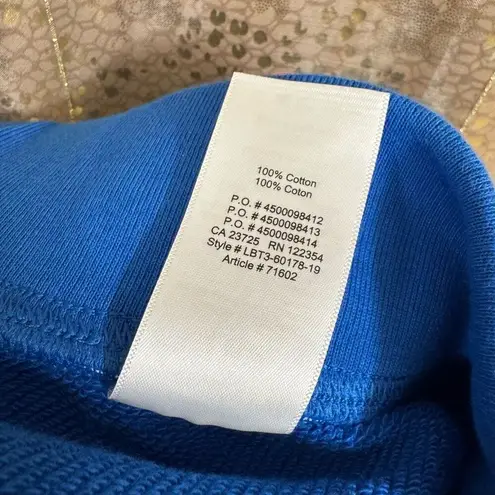 100% Cotton
100% Coton
P.O. # 4500098412
P.O. # 4500098413
P.O. # 4500098414
CA 23725 RN 122354
Style # LBT3-60178-19
Article # 71602